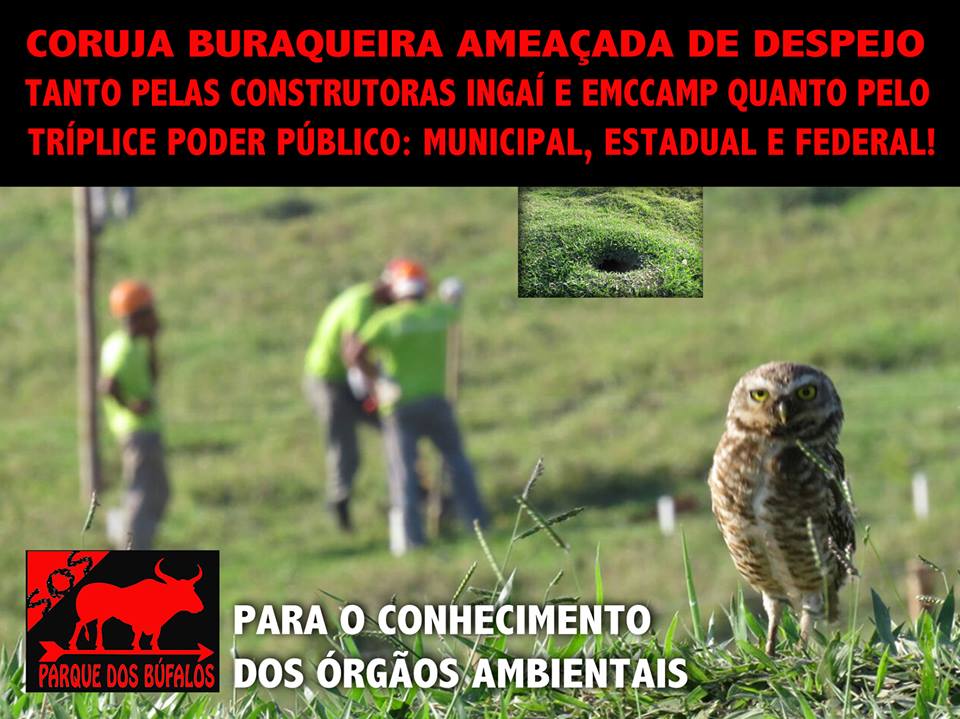 CORUJA BURAQUEIRA AMEAÇADA DE DESPEJO
TANTO PELAS CONSTRUTORAS INGAÍ E EMCCAMP QUANTO PELO
TRÍPLICE PODER PÚBLICO: MUNICIPAL, ESTADUAL E FEDERAL!
SOS
PARQUE DOS BÚFALOS
PARA O CONHECIMENTO
DOS ÓRGÃOS AMBIENTAIS